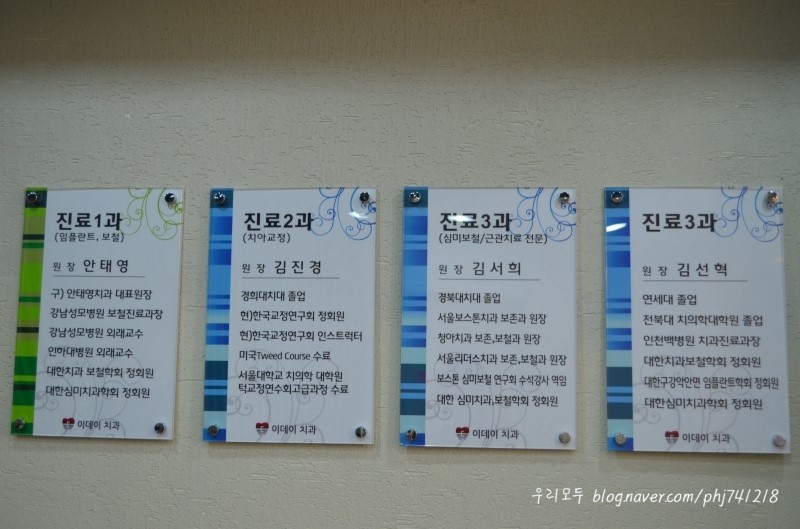 진료1과
(임플란트, 보철)
원 장 안 태 영
구) 안태영치과 대표원장
강남성모병원 보철진료과장
강남성모병원 외래교수
인하대병원 외래교수
대한치과 보철학회 정회원
대한심미치과학회 정회원
이데이 치과
진료2과
(치아교정)
원 장 김 진 경
경희대치대 졸업
현)한국교정연구회 정회원
현)한국교정연구회 인스트럭터
미국Tweed Course 수료
서울대학교 치의학 대학원
턱교정연수회고급과정 수료
이데이 치과
진료3과
(심미보철/근관치료 전문)
원 장 김 서 희
경북대치대 졸업
서울보스톤치과 보존과 원장
청아치과 보존,보철과 원장
서울리더스치과 보존,보철과 원장
보스톤 심미보철 연구회 수석강사 역임
대한 심미치과,보철학회 정회원
이데이 치과
진료3과
원 장 김 선 혁
연세대 졸업
전북대 치의학대학원 졸업
인천백병원 치과진료과장
대한치과보철학회 정회원
대한구강악안면 임플란트학회 정회원
대한심미치과학회 정회원
이데이 치과
우리모두 blog.naver.com/phj741218